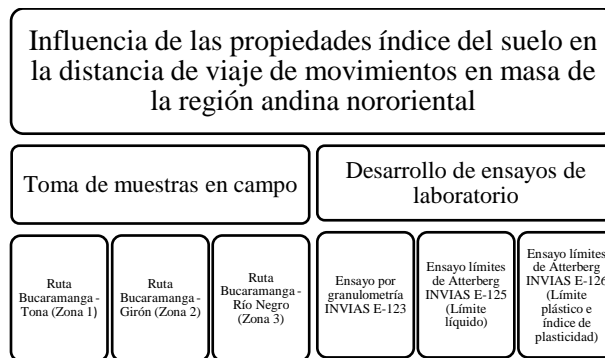 Influencia de las propiedades índice del suelo en
la distancia de viaje de movimientos en masa de
la región andina nororiental
Toma de muestras en campo
Desarrollo de ensayos de
laboratorio
Ruta
Bucaramanga -
Tona (Zona 1)
Ruta
Bucaramanga -
Girón (Zona 2)
Ruta
Bucaramanga -
Río Negro (Zona
3)
Ensayo por
granulometría
INVIAS E-123
Ensayo límites
de Atterberg
INVIAS E-125
(Límite
líquido)
Ensayo límites
de Atterberg
INVIAS E-126
(Límite
plástico e
índice de
plasticidad)